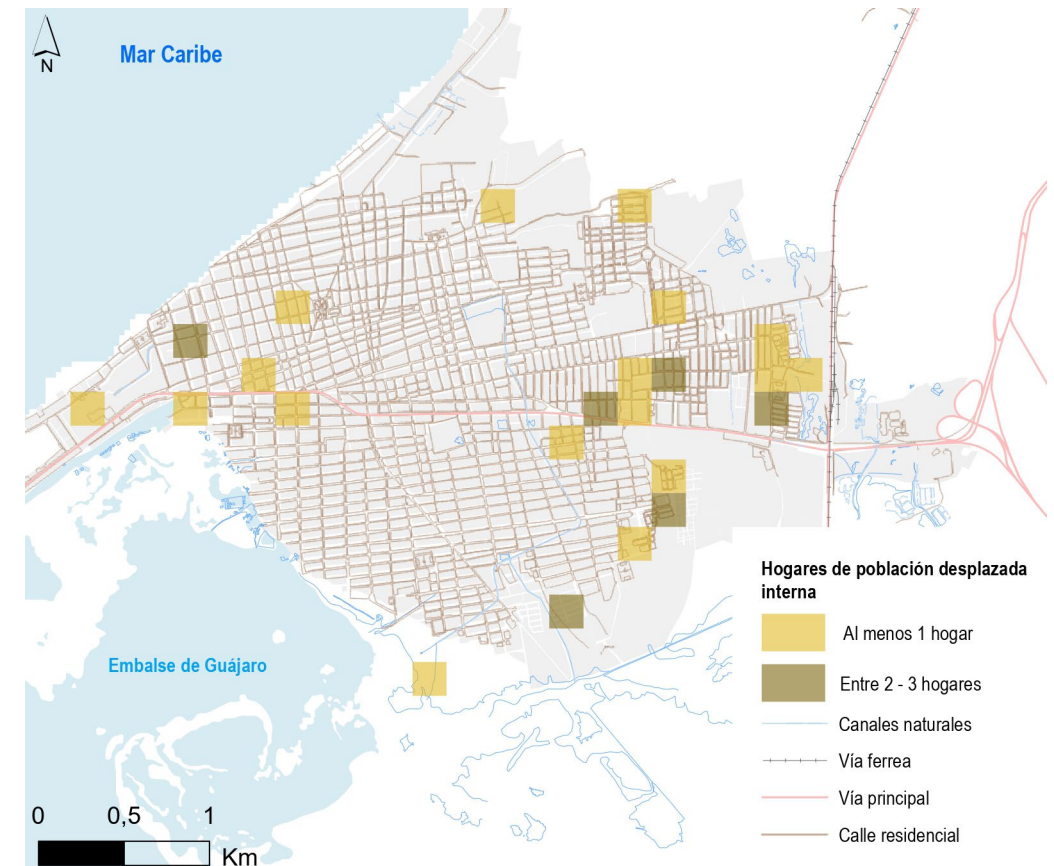 Mar Caribe
N
Embalse de Guájaro
0 0,5 1
Km
Hogares de población desplazada
interna
Al menos 1 hogar
Entre 2 - 3 hogares
Canales naturales
Vía ferrea
Vía principal
Calle residencial